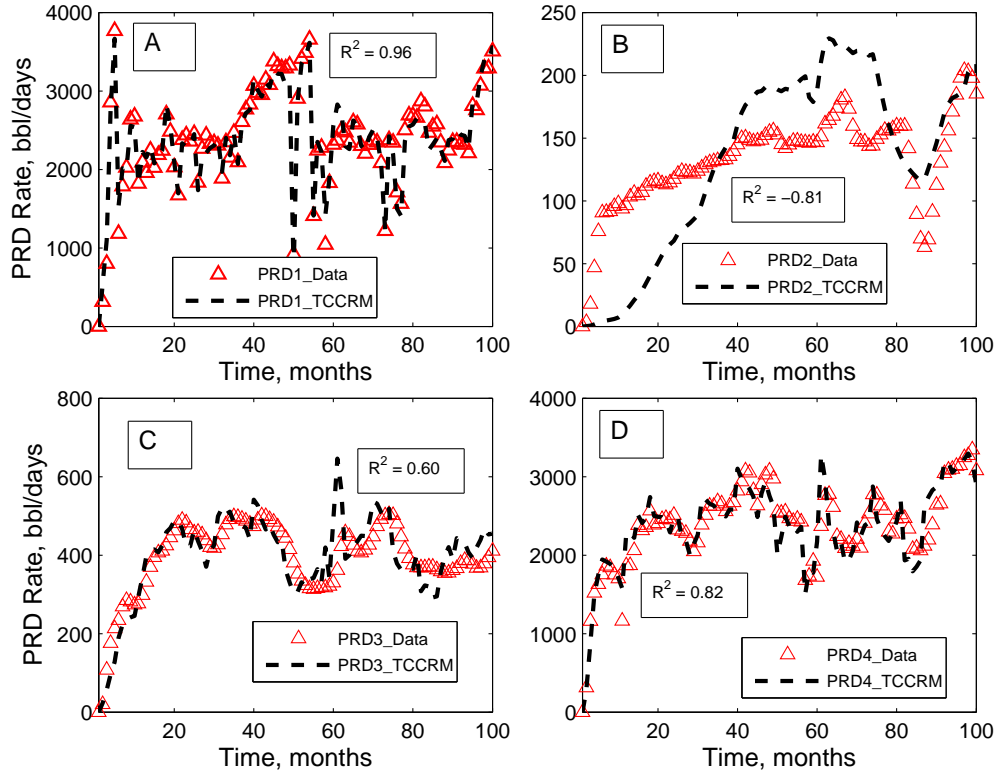 A
R² = 0.96
PRD Rate, bbl/days
4000
3000
2000
1000
0
20
40
60
80
100
Time, months
PRD1_Data
PRD1_TCCRM
B
R² = −0.81
250
200
150
100
50
0
20
40
60
80
100
Time, months
PRD2_Data
PRD2_TCCRM
C
R² = 0.60
PRD Rate, bbl/days
800
600
400
200
0
20
40
60
80
100
Time, months
PRD3_Data
PRD3_TCCRM
D
R² = 0.82
4000
3000
2000
1000
0
20
40
60
80
100
Time, months
PRD4_Data
PRD4_TCCRM